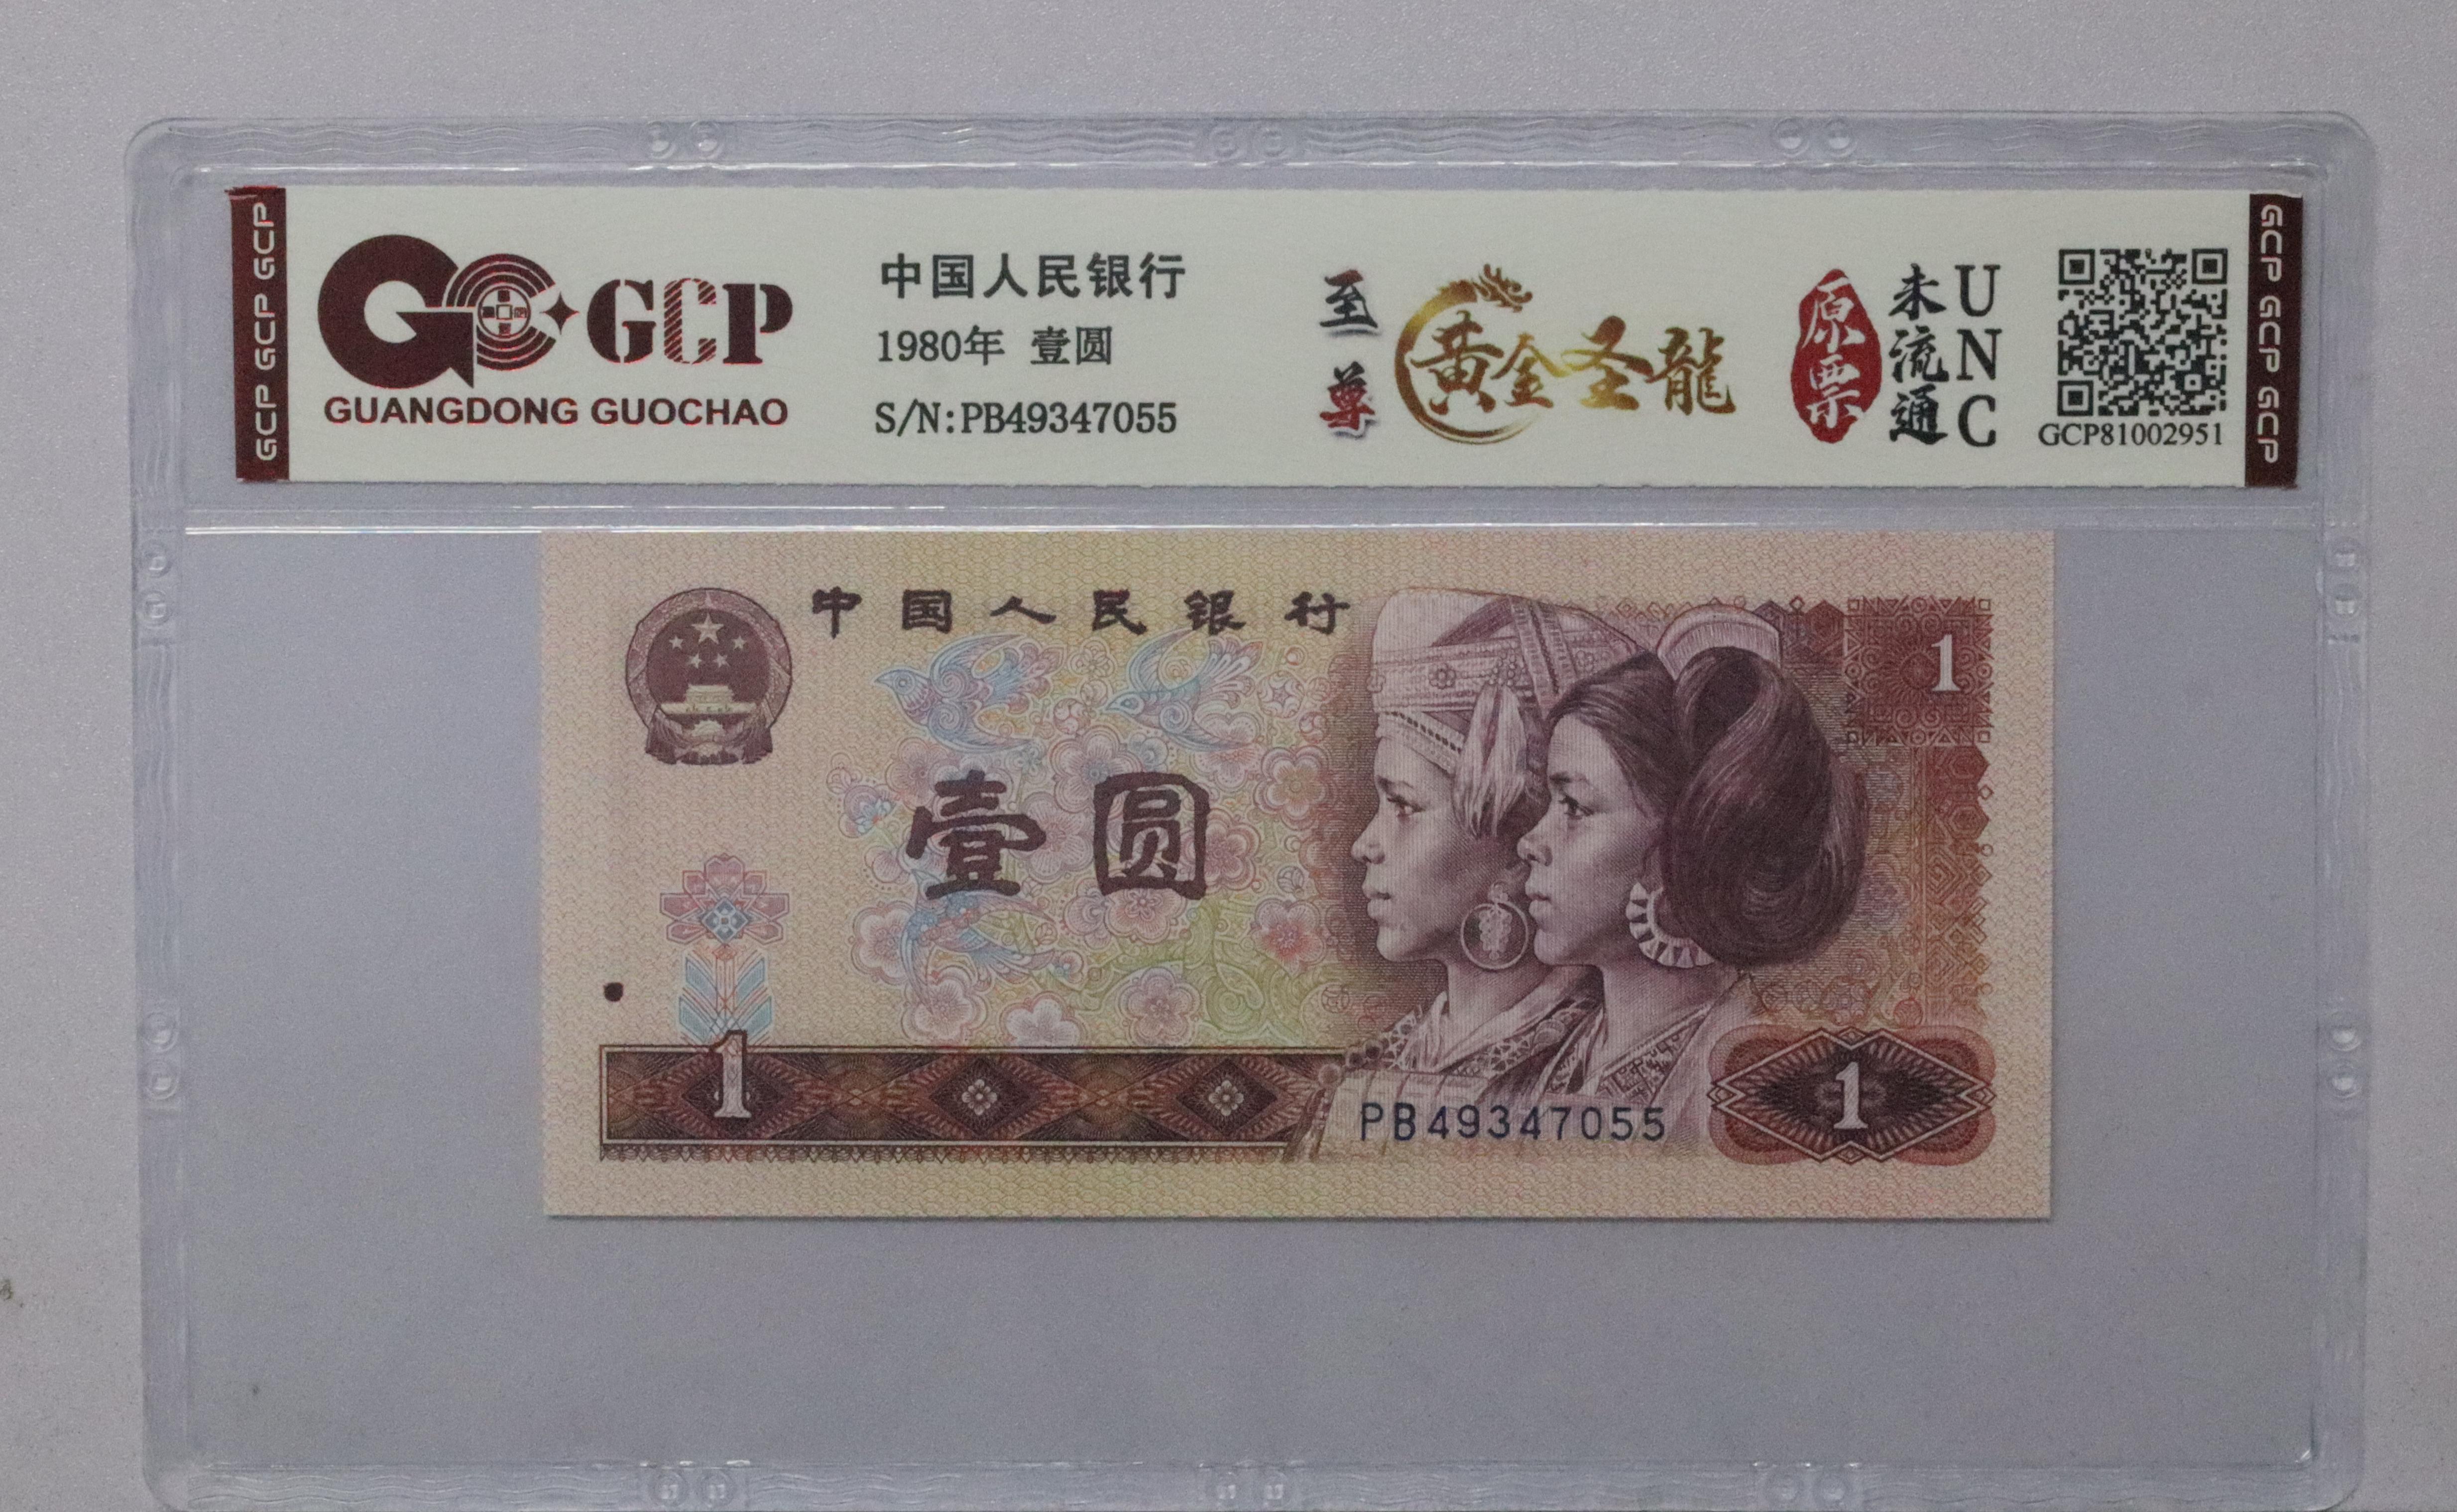 GCP GCP GCP
GCP
GUANGDONG GUOCHAO
中国人民银行
1980年 壹圆
S/N:PB49347055
至尊
黄金圣龍
原票
未流通
UNC
GCP81002951
GCP GCP GCP
中国人民银行
1
壹圆
1
PB49347055
1